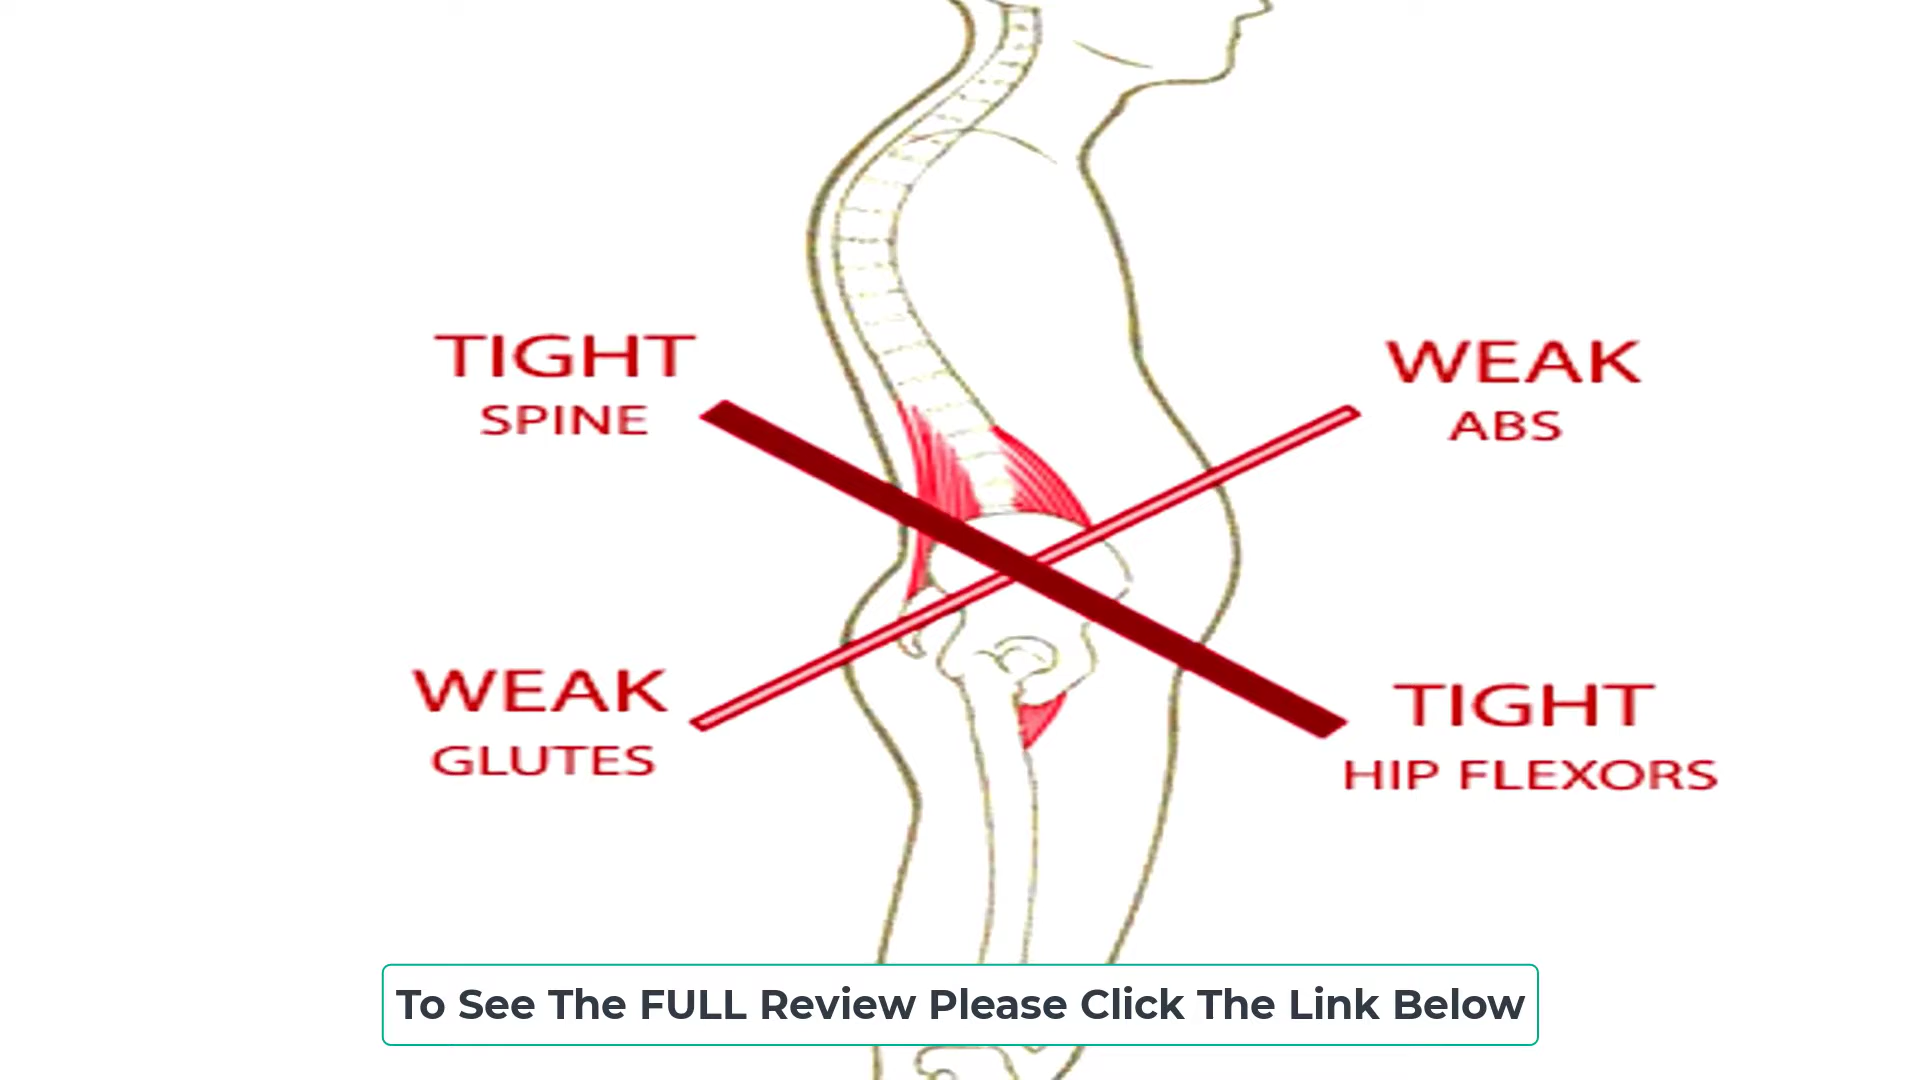 TIGHT
SPINE
WEAK
ABS
WEAK
GLUTES
TIGHT
HIP FLEXORS
To See The FULL Review Please Click The Link Below